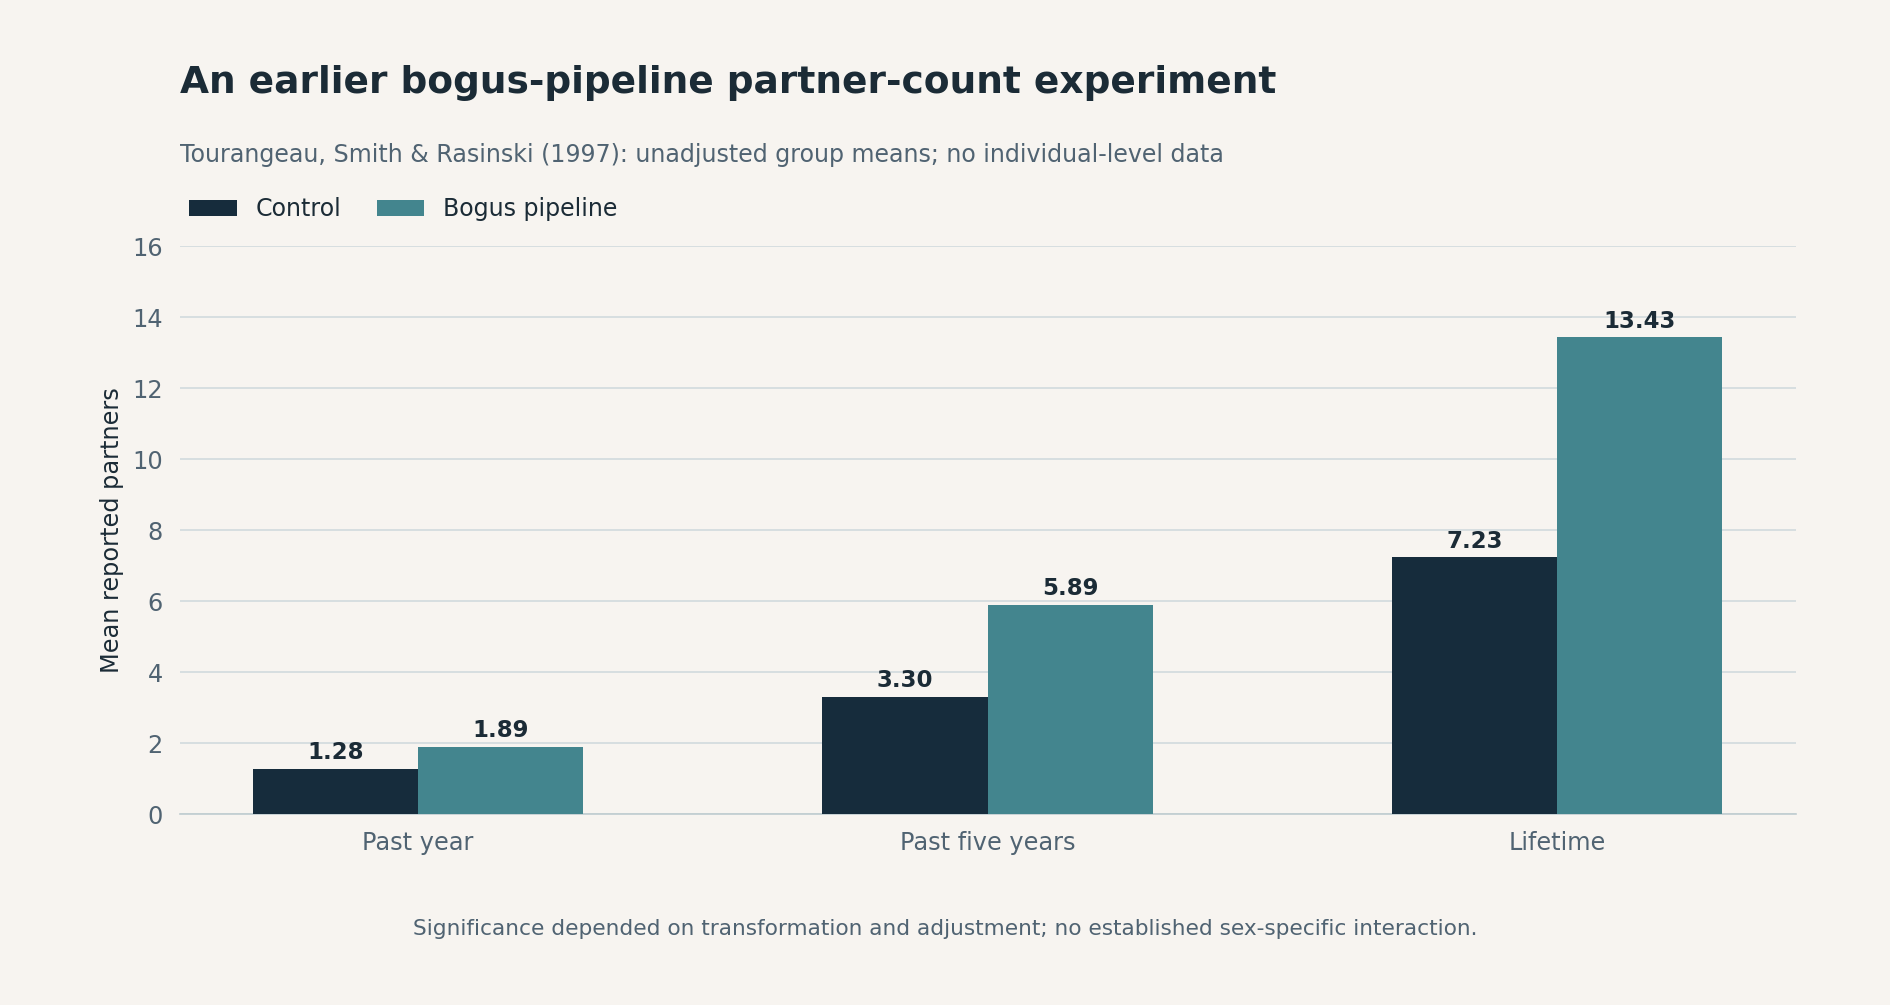 An earlier bogus-pipeline partner-count experiment
Tourangeau, Smith & Rasinski (1997): unadjusted group means; no individual-level data
Control
Bogus pipeline
16
14
12
10
8
6
4
2
0
Mean reported partners
1.28
1.89
3.30
5.89
7.23
13.43
Past year
Past five years
Lifetime
Significance depended on transformation and adjustment; no established sex-specific interaction.